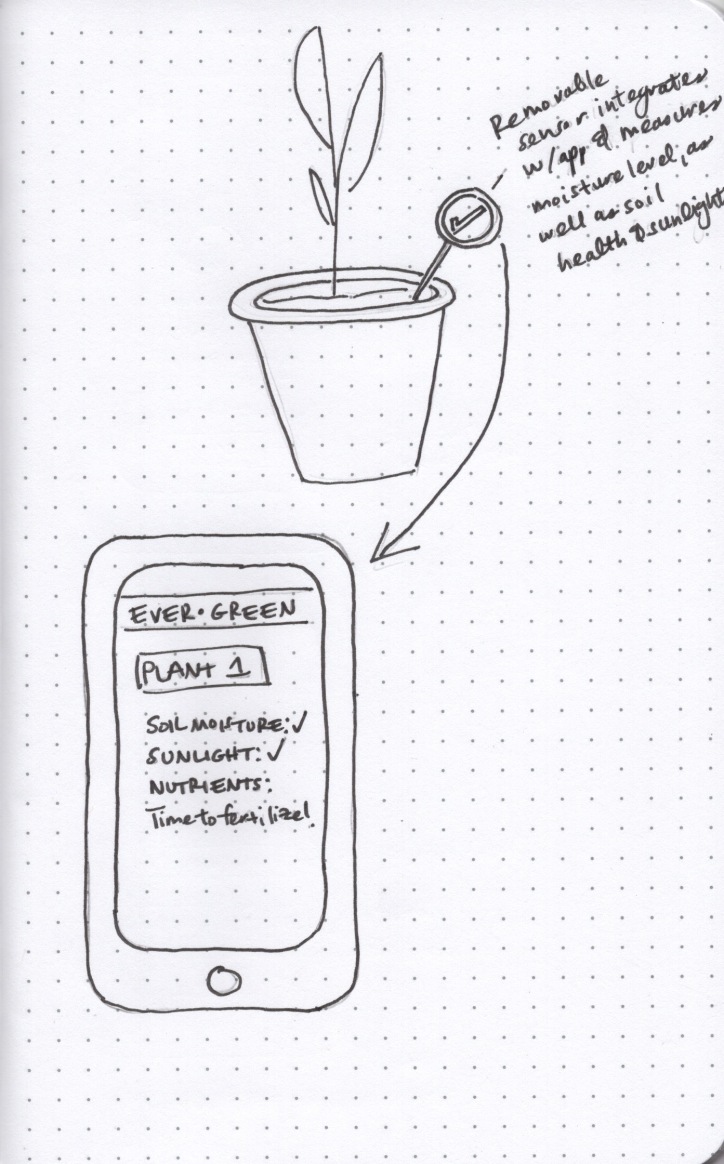 Removable
sensor integrates
w/app & measures
moisture level, as
well as soil
health & sunlight
EVER•GREEN
PLANT 1
SOIL MOISTURE: ✓
SUNLIGHT: ✓
NUTRIENTS:
Time to fertilize!